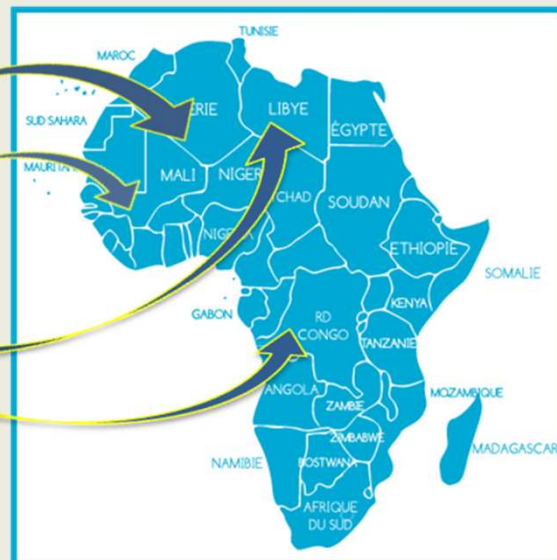 TUNISIE
MAROC
ERIE
LIBYE
SUD SAHARA
ÉGYPTE
MALI
NIGER
CHAD
SOUDAN
ETHIOPIE
SOMALIE
KENYA
GABON
RD
CONGO
TANZANIE
ANGOLA
MOZAMBIQUE
ZAMBIE
ZIMBABWE
NAMIBIE
BOSTWANA
MADAGASCAR
AFRIQUE
DU SUD